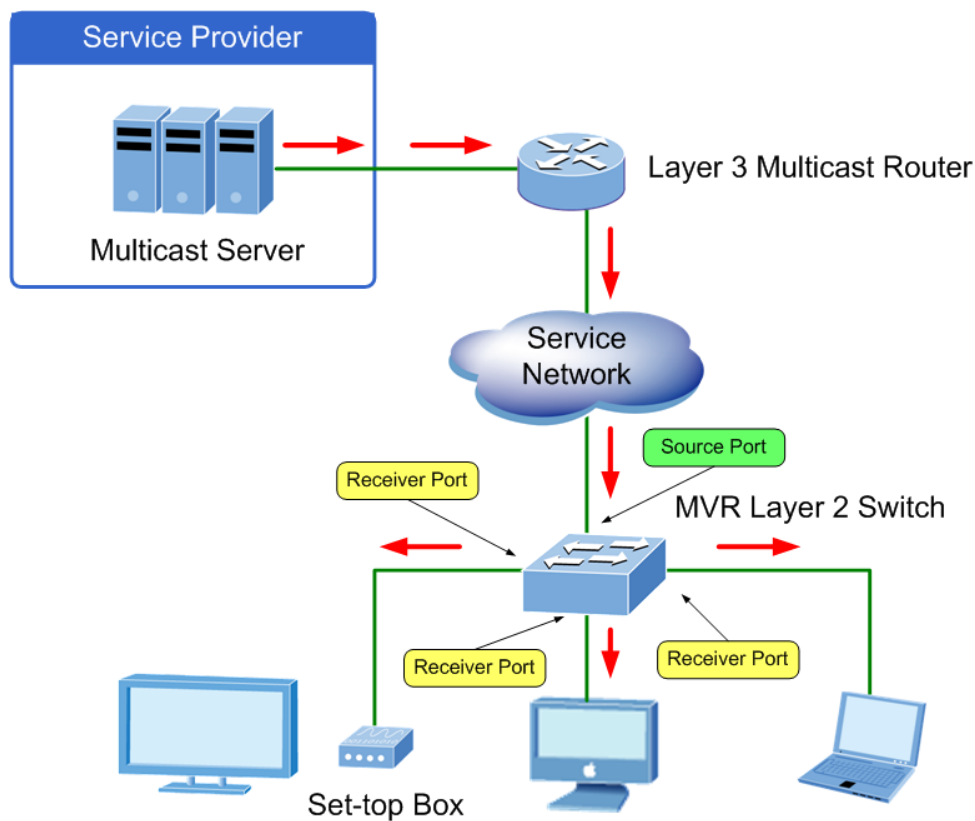 Service Provider
Multicast Server
Layer 3 Multicast Router
Service
Network
Source Port
Receiver Port
MVR Layer 2 Switch
Receiver Port
Receiver Port
Set-top Box